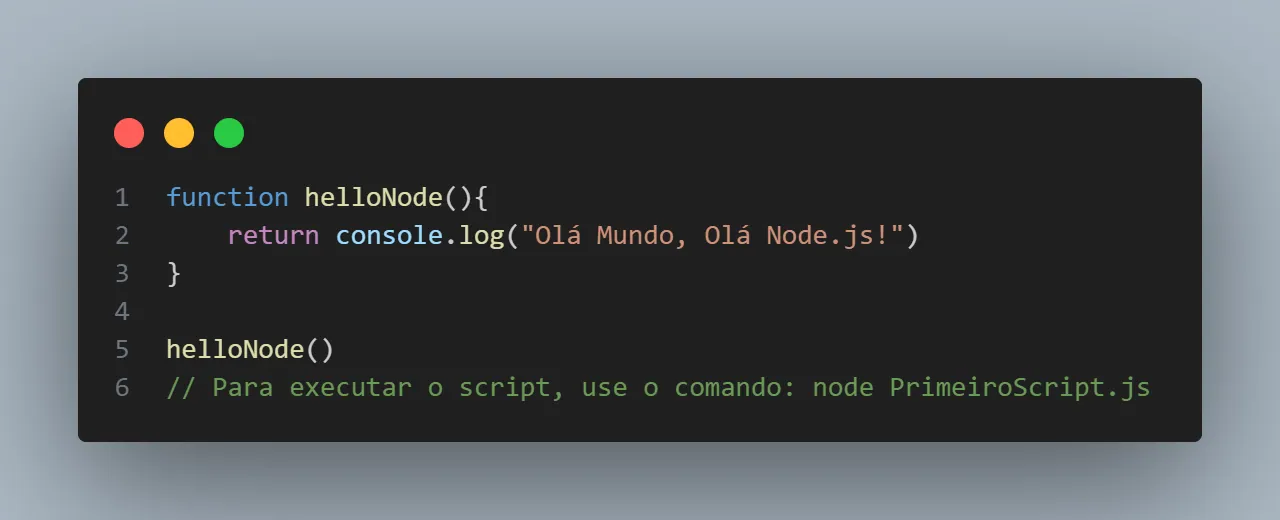 1 function helloNode(){
2     return console.log("Olá Mundo, Olá Node.js!")
3 }
4
5 helloNode()
6 // Para executar o script, use o comando: node PrimeiroScript.js